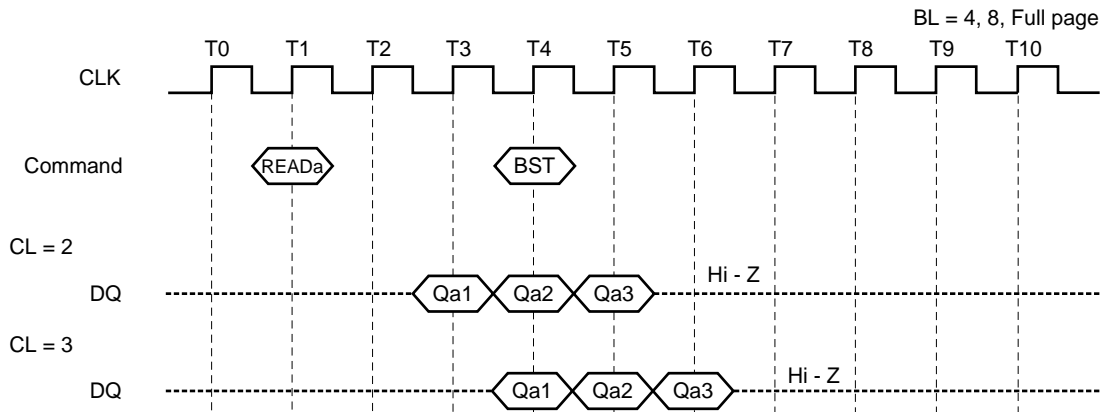 BL = 4, 8, Full page
T0 T1 T2 T3 T4 T5 T6 T7 T8 T9 T10
CLK
Command READa BST
CL = 2
Hi - Z
DQ Qa1 Qa2 Qa3
CL = 3
Hi - Z
DQ Qa1 Qa2 Qa3